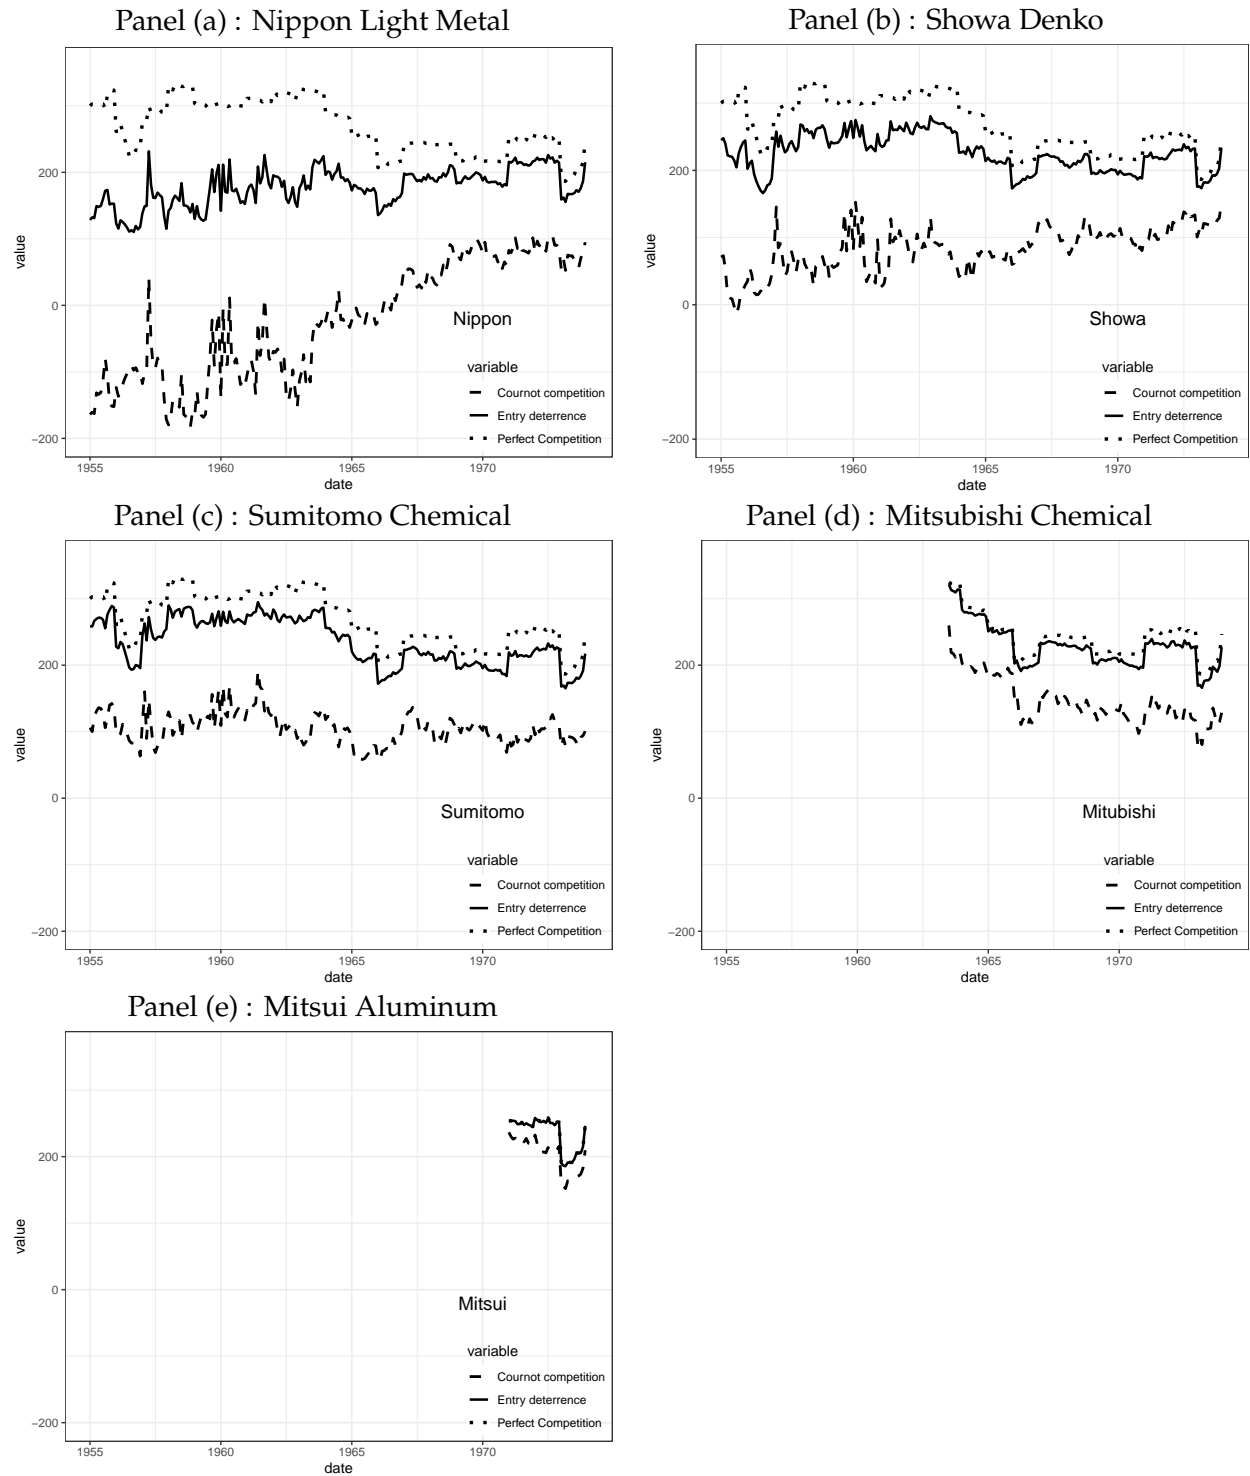 Panel (a) : Nippon Light Metal
200
0
−200
value
1955
1960
1965
1970
date
Nippon
variable
Cournot competition
Entry deterrence
Perfect Competition
Panel (b) : Showa Denko
200
0
−200
value
1955
1960
1965
1970
date
Showa
variable
Cournot competition
Entry deterrence
Perfect Competition
Panel (c) : Sumitomo Chemical
200
0
−200
value
1955
1960
1965
1970
date
Sumitomo
variable
Cournot competition
Entry deterrence
Perfect Competition
Panel (d) : Mitsubishi Chemical
200
0
−200
value
1955
1960
1965
1970
date
Mitubishi
variable
Cournot competition
Entry deterrence
Perfect Competition
Panel (e) : Mitsui Aluminum
200
0
−200
value
1955
1960
1965
1970
date
Mitsui
variable
Cournot competition
Entry deterrence
Perfect Competition